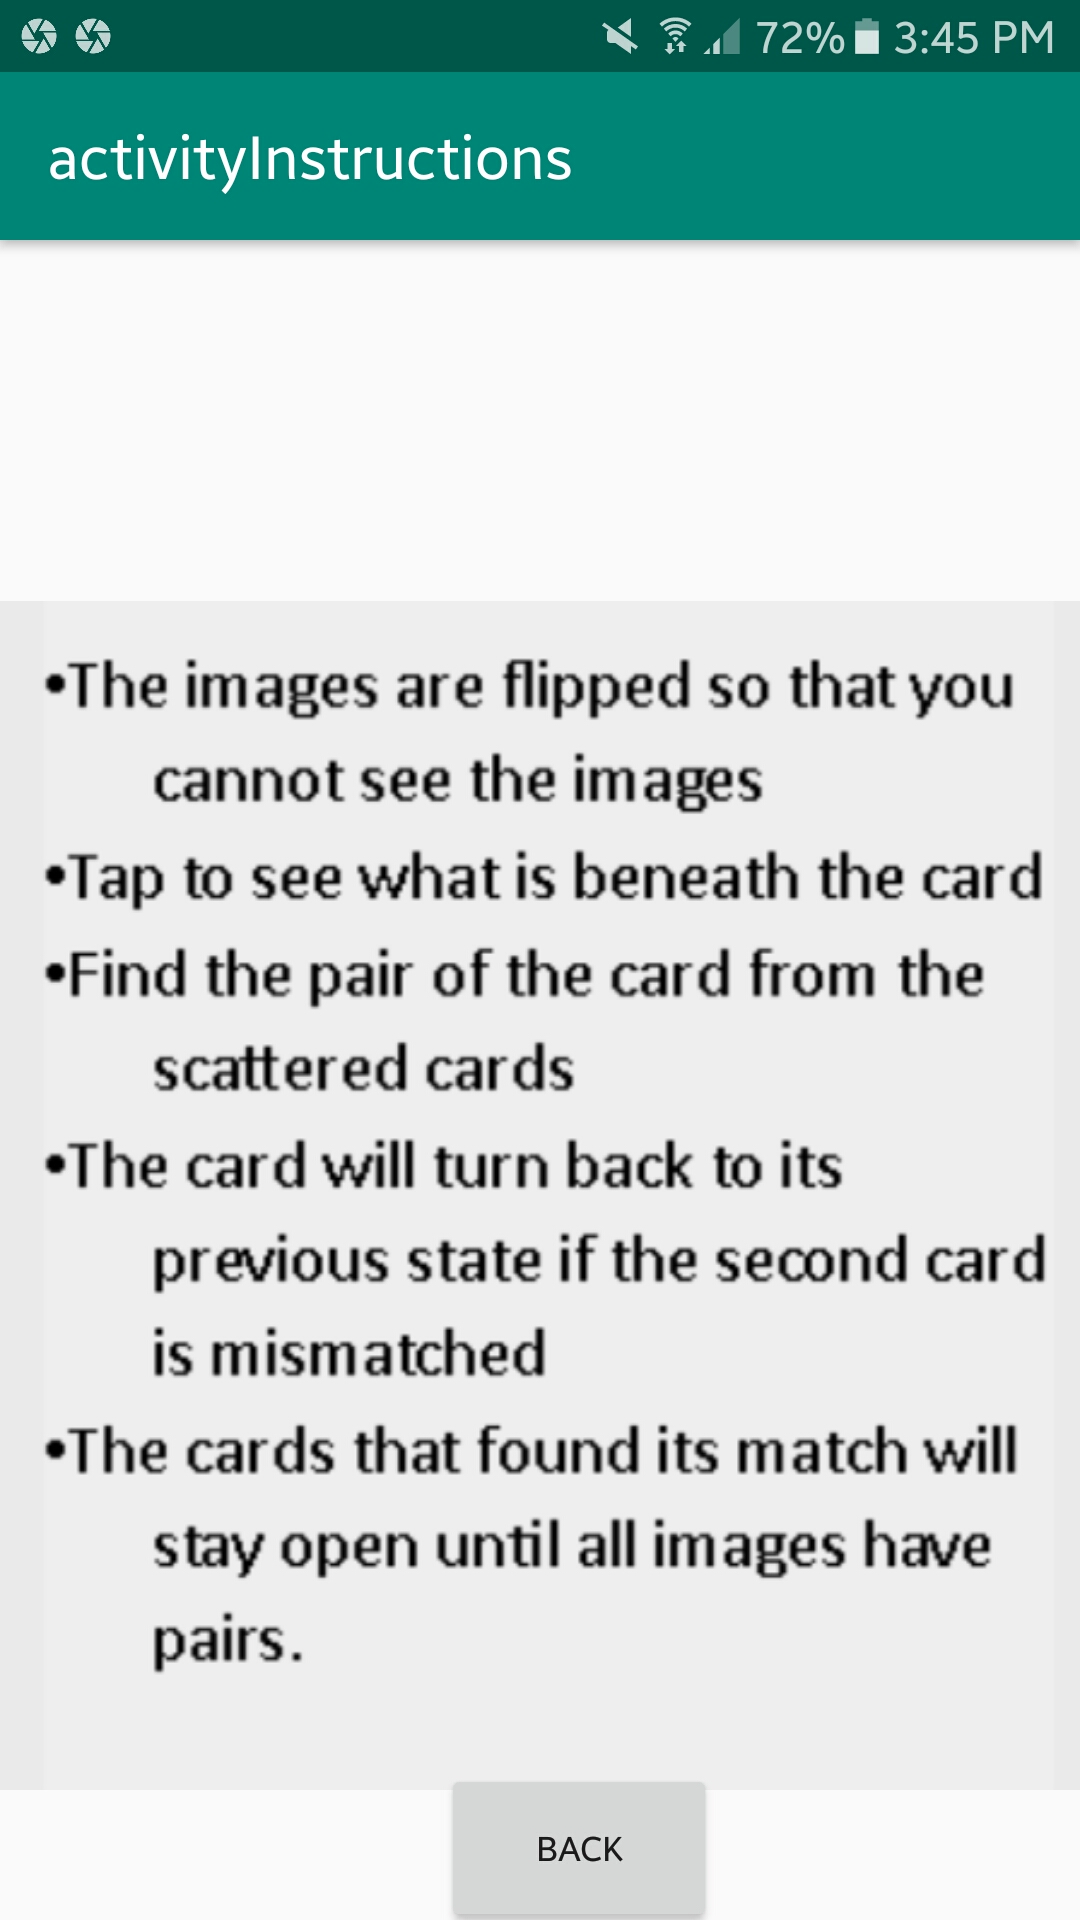 72% 3:45 PM
activityInstructions
•The images are flipped so that you
cannot see the images
•Tap to see what is beneath the card
•Find the pair of the card from the
scattered cards
•The card will turn back to its
previous state if the second card
is mismatched
•The cards that found its match will
stay open until all images have
pairs.
BACK